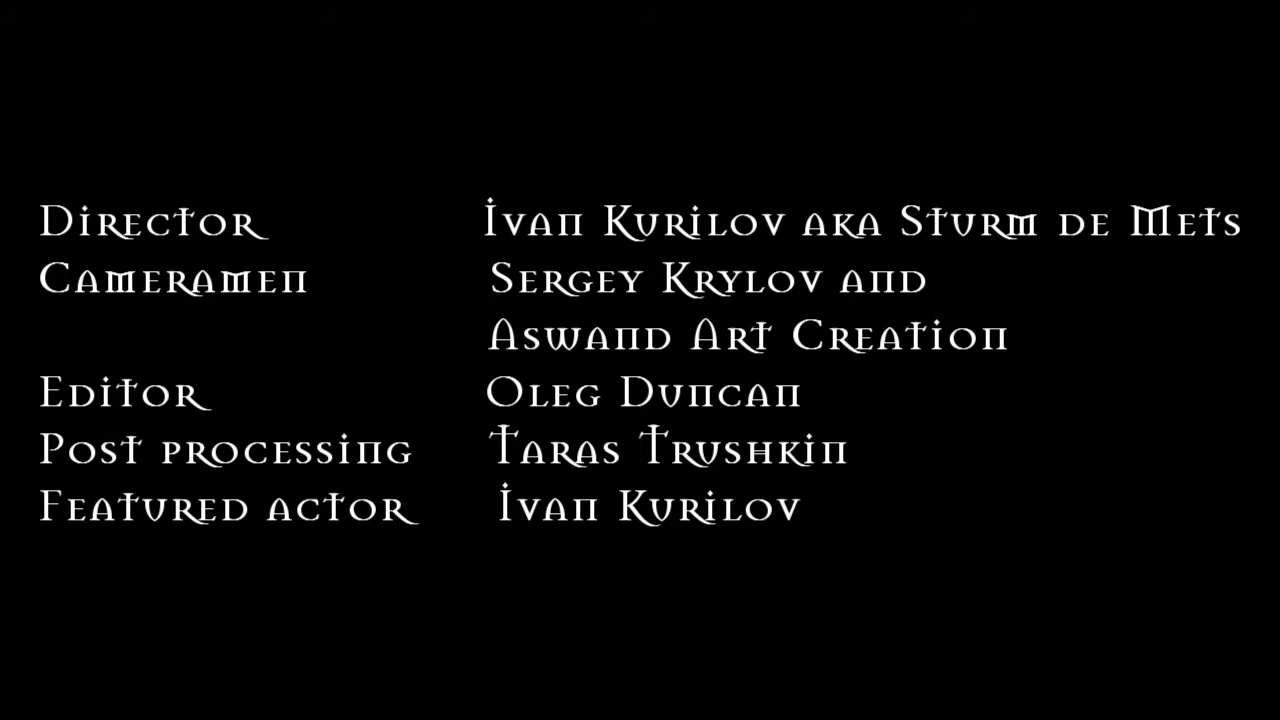 Director Ivan Kurilov aka Sturm de Mets
Cameramen Sergey Krylov and
Aswand Art Creation
Editor Oleg Duncan
Post processing Taras Trushkin
Featured actor Ivan Kurilov